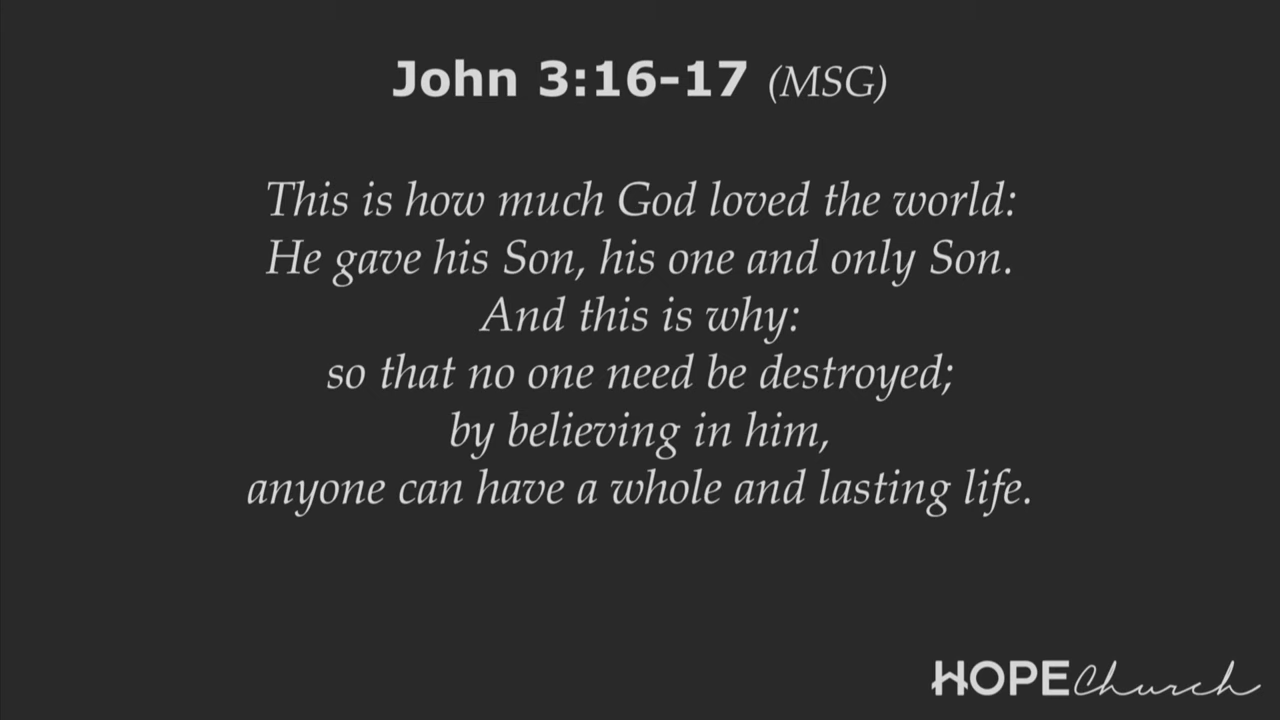 John 3:16-17 (MSG)
This is how much God loved the world:
He gave his Son, his one and only Son.
And this is why:
so that no one need be destroyed;
by believing in him,
anyone can have a whole and lasting life.
HOPE Church